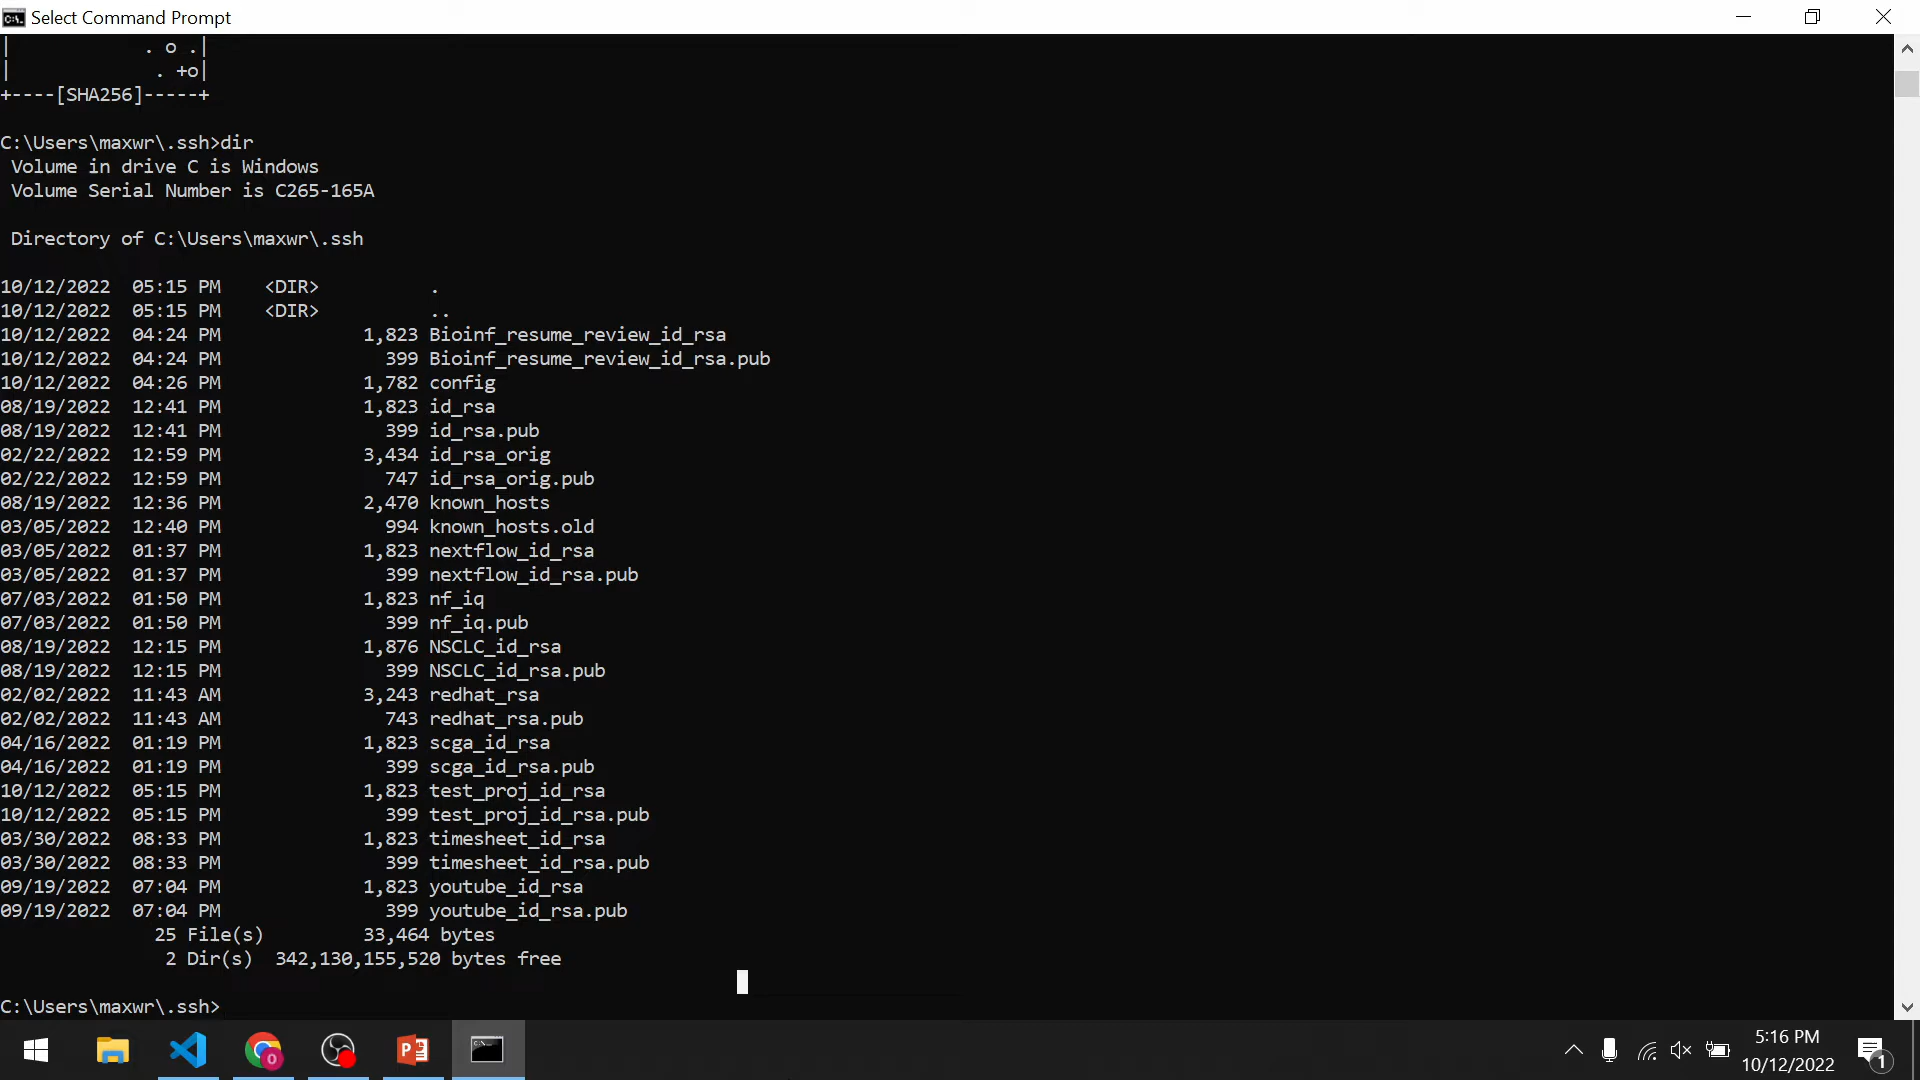 Select Command Prompt
|            . o .|
|             . +o|
+----[SHA256]-----+
C:\Users\maxwr\.ssh>dir
 Volume in drive C is Windows
 Volume Serial Number is C265-165A
 Directory of C:\Users\maxwr\.ssh
10/12/2022  05:15 PM    <DIR>          .
10/12/2022  05:15 PM    <DIR>          ..
10/12/2022  04:24 PM             1,823 Bioinf_resume_review_id_rsa
10/12/2022  04:24 PM               399 Bioinf_resume_review_id_rsa.pub
10/12/2022  04:26 PM             1,782 config
08/19/2022  12:41 PM             1,823 id_rsa
08/19/2022  12:41 PM               399 id_rsa.pub
02/22/2022  12:59 PM             3,434 id_rsa_orig
02/22/2022  12:59 PM               747 id_rsa_orig.pub
08/19/2022  12:36 PM             2,470 known_hosts
03/05/2022  12:40 PM               994 known_hosts.old
03/05/2022  01:37 PM             1,823 nextflow_id_rsa
03/05/2022  01:37 PM               399 nextflow_id_rsa.pub
07/03/2022  01:50 PM             1,823 nf_iq
07/03/2022  01:50 PM               399 nf_iq.pub
08/19/2022  12:15 PM             1,876 NSCLC_id_rsa
08/19/2022  12:15 PM               399 NSCLC_id_rsa.pub
02/02/2022  11:43 AM             3,243 redhat_rsa
02/02/2022  11:43 AM               743 redhat_rsa.pub
04/16/2022  01:19 PM             1,823 scga_id_rsa
04/16/2022  01:19 PM               399 scga_id_rsa.pub
10/12/2022  05:15 PM             1,823 test_proj_id_rsa
10/12/2022  05:15 PM               399 test_proj_id_rsa.pub
03/30/2022  08:33 PM             1,823 timesheet_id_rsa
03/30/2022  08:33 PM               399 timesheet_id_rsa.pub
09/19/2022  07:04 PM             1,823 youtube_id_rsa
09/19/2022  07:04 PM               399 youtube_id_rsa.pub
              25 File(s)         33,464 bytes
               2 Dir(s)  342,130,155,520 bytes free
C:\Users\maxwr\.ssh>
5:16 PM
10/12/2022
1